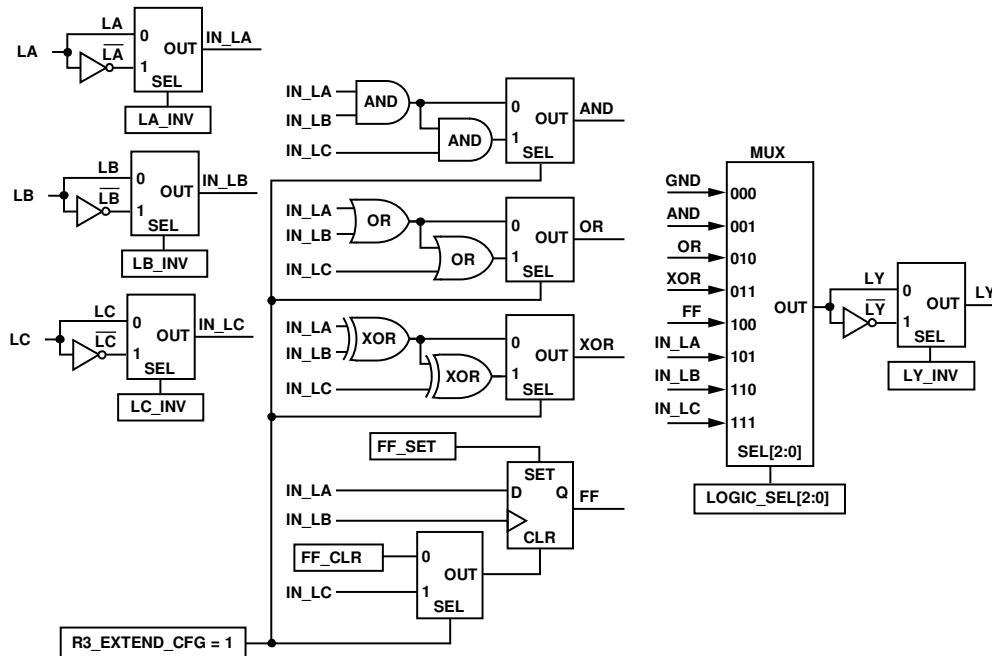 LA
LA
LA
0
1
OUT
SEL
IN_LA
LA_INV
LB
LB
LB
0
1
OUT
SEL
IN_LB
LB_INV
LC
LC
LC
0
1
OUT
SEL
IN_LC
LC_INV
IN_LA
IN_LB
IN_LC
AND
AND
0
1
OUT
SEL
AND
IN_LA
IN_LB
IN_LC
OR
OR
0
1
OUT
SEL
OR
IN_LA
IN_LB
IN_LC
XOR
XOR
0
1
OUT
SEL
XOR
FF_SET
IN_LA
IN_LB
SET
D
Q
CLR
FF
FF_CLR
IN_LC
0
1
OUT
SEL
R3_EXTEND_CFG = 1
MUX
GND
000
AND
001
OR
010
XOR
011
FF
100
IN_LA
101
IN_LB
110
IN_LC
111
OUT
SEL[2:0]
LOGIC_SEL[2:0]
LY
LY
0
1
OUT
SEL
LY
LY_INV